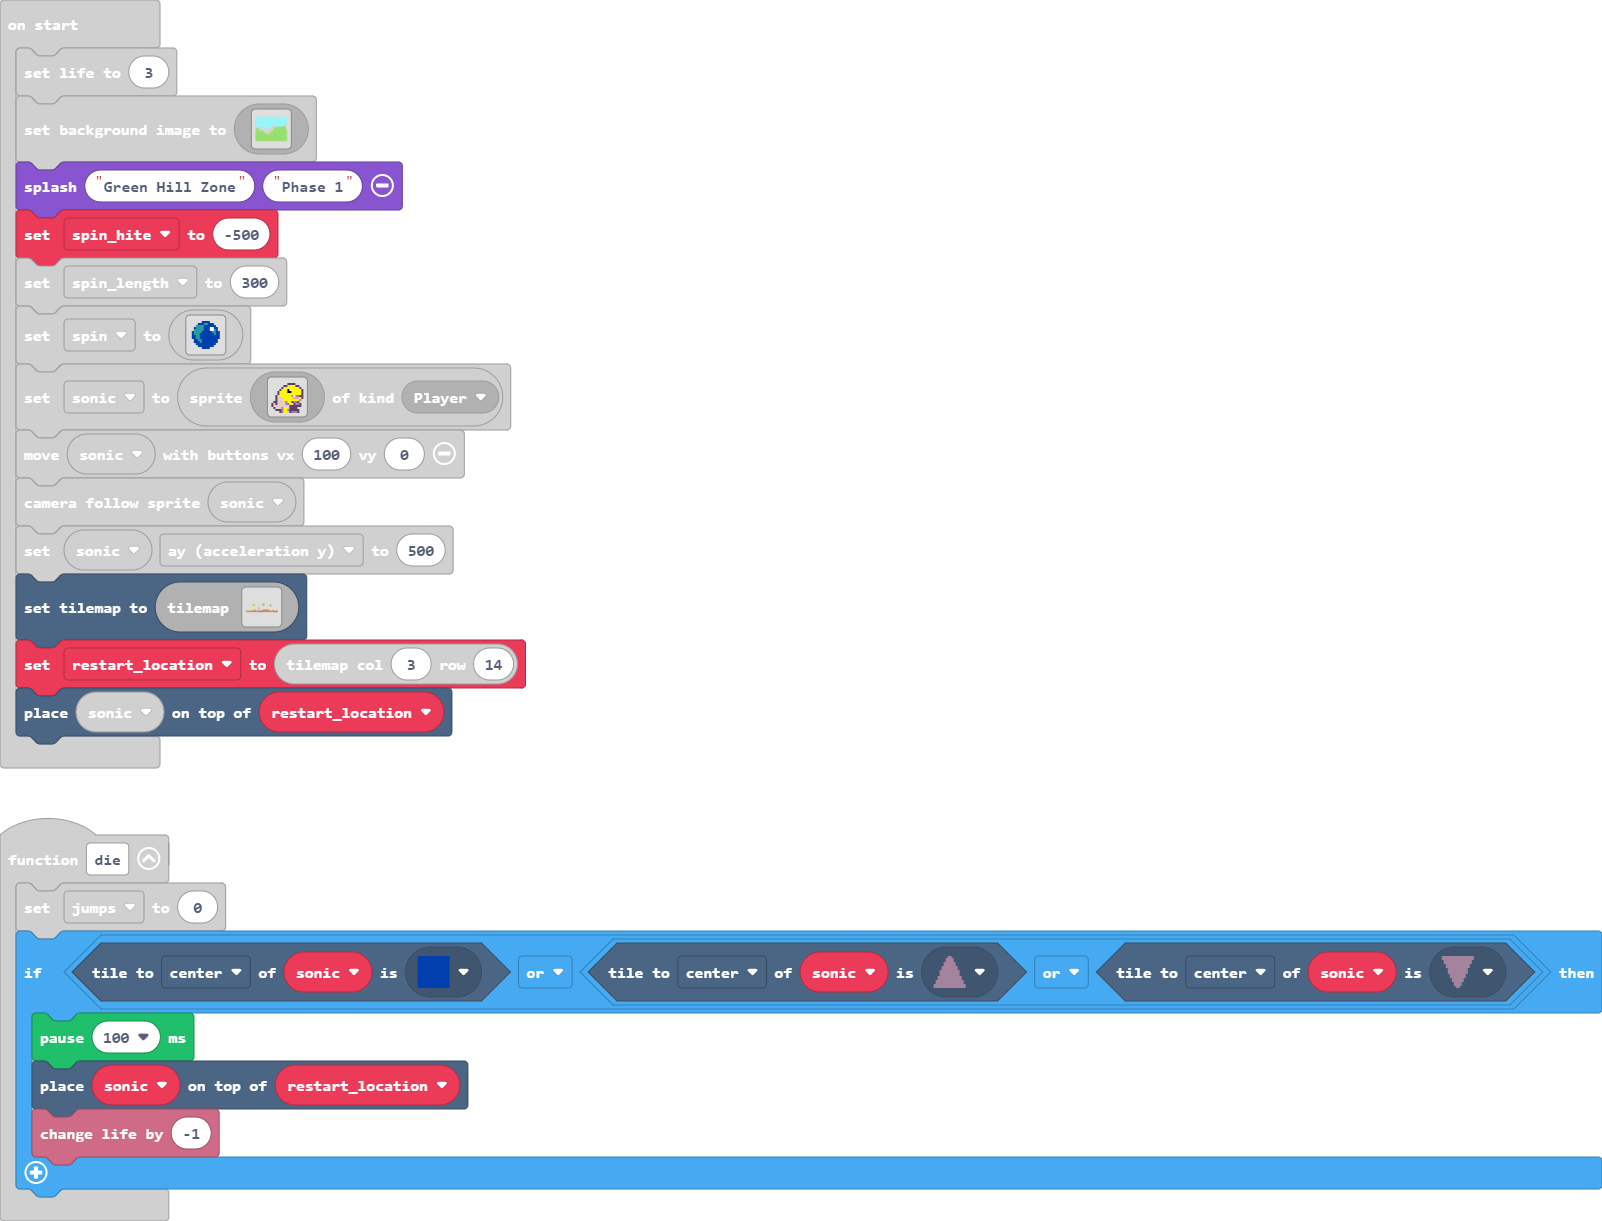 on start
set life to 3
set background image to
splash "Green Hill Zone" "Phase 1"
set spin_hite to -500
set spin_length to 300
set spin to
set sonic to sprite of kind Player
move sonic with buttons vx 100 vy 0
camera follow sprite sonic
set sonic ay (acceleration y) to 500
set tilemap to tilemap
set restart_location to tilemap col 3 row 14
place sonic on top of restart_location
function die
set jumps to 0
if tile to center of sonic is or tile to center of sonic is or tile to center of sonic is then
pause 100 ms
place sonic on top of restart_location
change life by -1